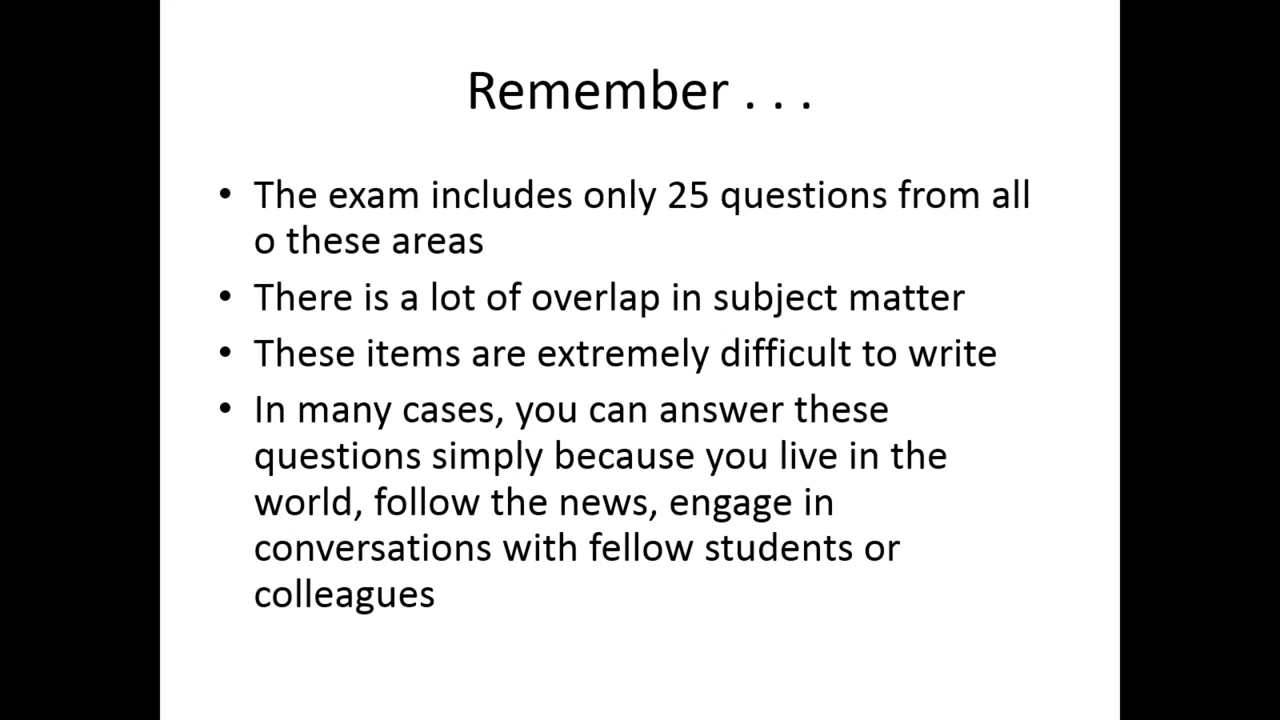 Remember . . .
• The exam includes only 25 questions from all
o these areas
• There is a lot of overlap in subject matter
• These items are extremely difficult to write
• In many cases, you can answer these
questions simply because you live in the
world, follow the news, engage in
conversations with fellow students or
colleagues